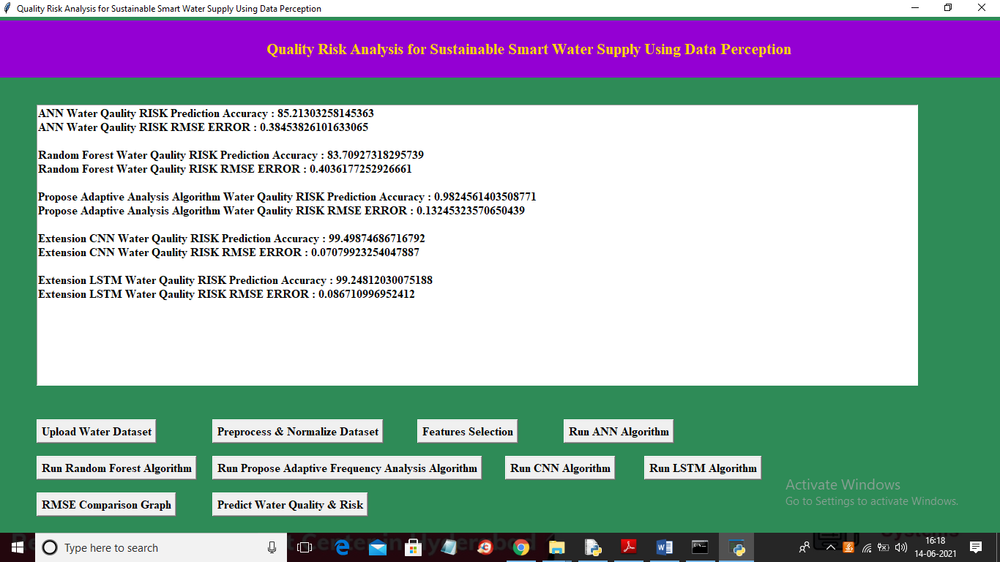 Quality Risk Analysis for Sustainable Smart Water Supply Using Data Perception
Quality Risk Analysis for Sustainable Smart Water Supply Using Data Perception
ANN Water Qaulity RISK Prediction Accuracy : 85.21303258145363
ANN Water Qaulity RISK RMSE ERROR : 0.38453826101633065
Random Forest Water Qaulity RISK Prediction Accuracy : 83.70927318295739
Random Forest Water Qaulity RISK RMSE ERROR : 0.4036177252926661
Propose Adaptive Analysis Algorithm Water Qaulity RISK Prediction Accuracy : 0.9824561403508771
Propose Adaptive Analysis Algorithm Water Qaulity RISK RMSE ERROR : 0.13245323570650439
Extension CNN Water Qaulity RISK Prediction Accuracy : 99.49874686716792
Extension CNN Water Qaulity RISK RMSE ERROR : 0.07079923254047887
Extension LSTM Water Qaulity RISK Prediction Accuracy : 99.24812030075188
Extension LSTM Water Qaulity RISK RMSE ERROR : 0.086710996952412
Upload Water Dataset Preprocess & Normalize Dataset Features Selection Run ANN Algorithm
Run Random Forest Algorithm Run Propose Adaptive Frequency Analysis Algorithm Run CNN Algorithm Run LSTM Algorithm
RMSE Comparison Graph Predict Water Quality & Risk
Activate Windows
Go to Settings to activate Windows.
Type here to search
16:18
14-06-2021